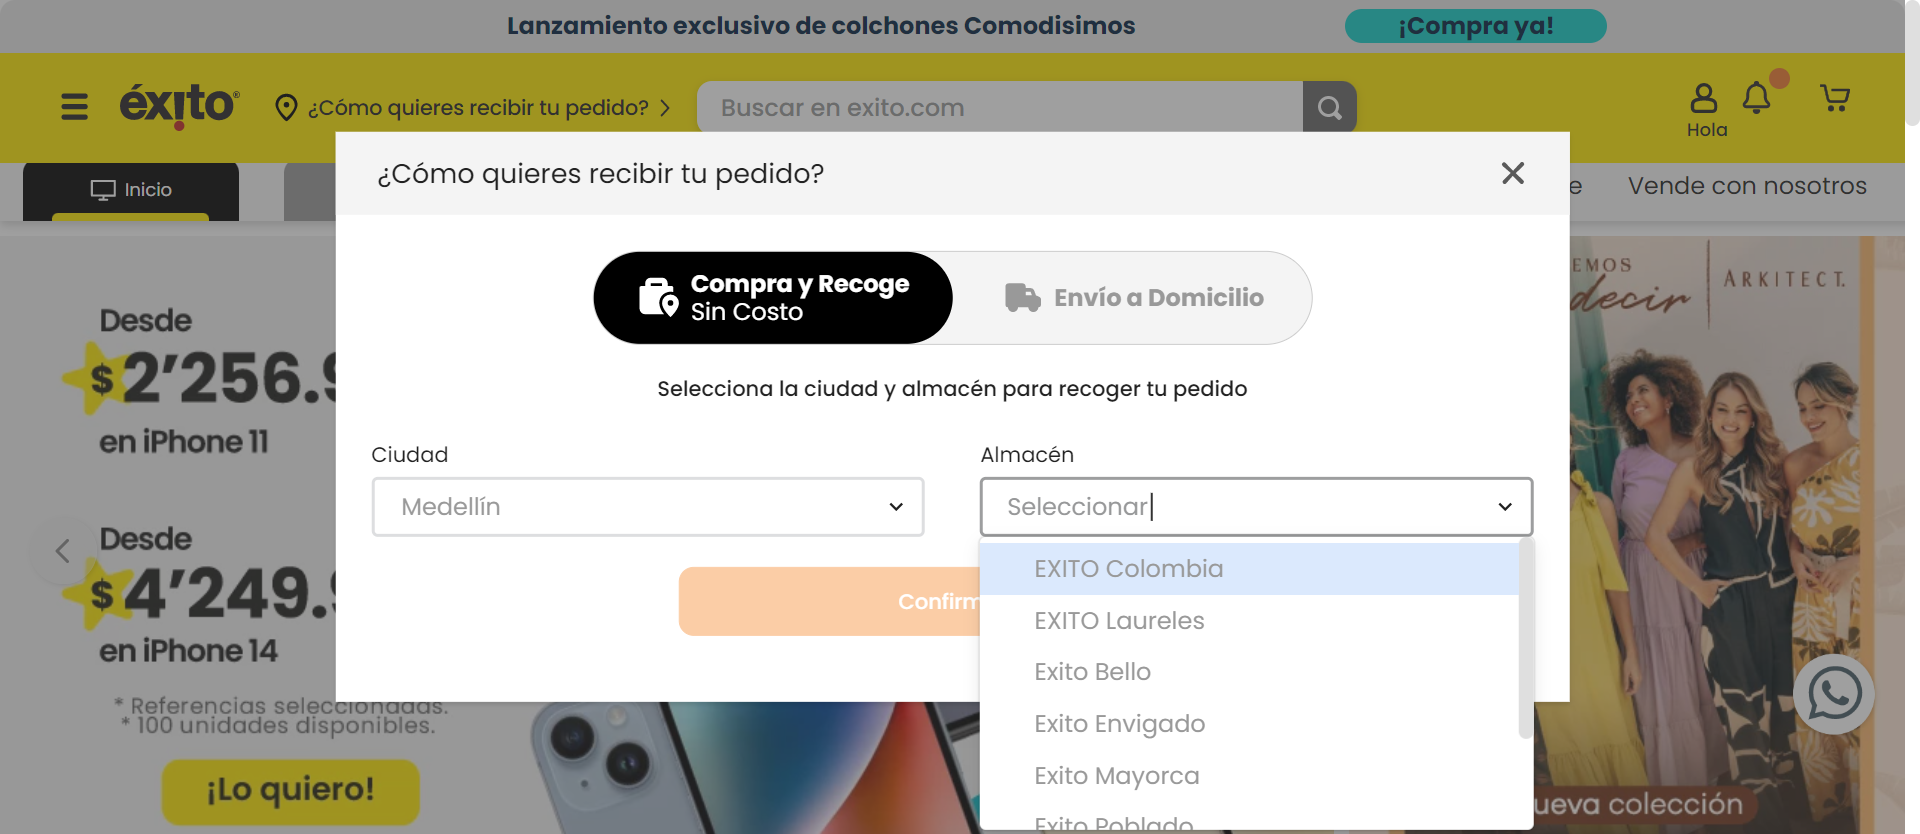 Lanzamiento exclusivo de colchones Comodisimos
¡Compra ya!
éxito®
¿Cómo quieres recibir tu pedido?
Buscar en exito.com
Hola
¿Cómo quieres recibir tu pedido?
Inicio
e
Vende con nosotros
Compra y Recoge
Sin Costo
Envío a Domicilio
EMOS
decir
ARKITECT.
Desde
$2’256.9
en iPhone 11
Selecciona la ciudad y almacén para recoger tu pedido
Ciudad
Almacén
Medellín
Seleccionar
Desde
$4’249.9
en iPhone 14
Confirm
EXITO Colombia
EXITO Laureles
Exito Bello
Exito Envigado
Exito Mayorca
Exito Poblado
* Referencias seleccionadas.
* 100 unidades disponibles.
¡Lo quiero!
ueva colección